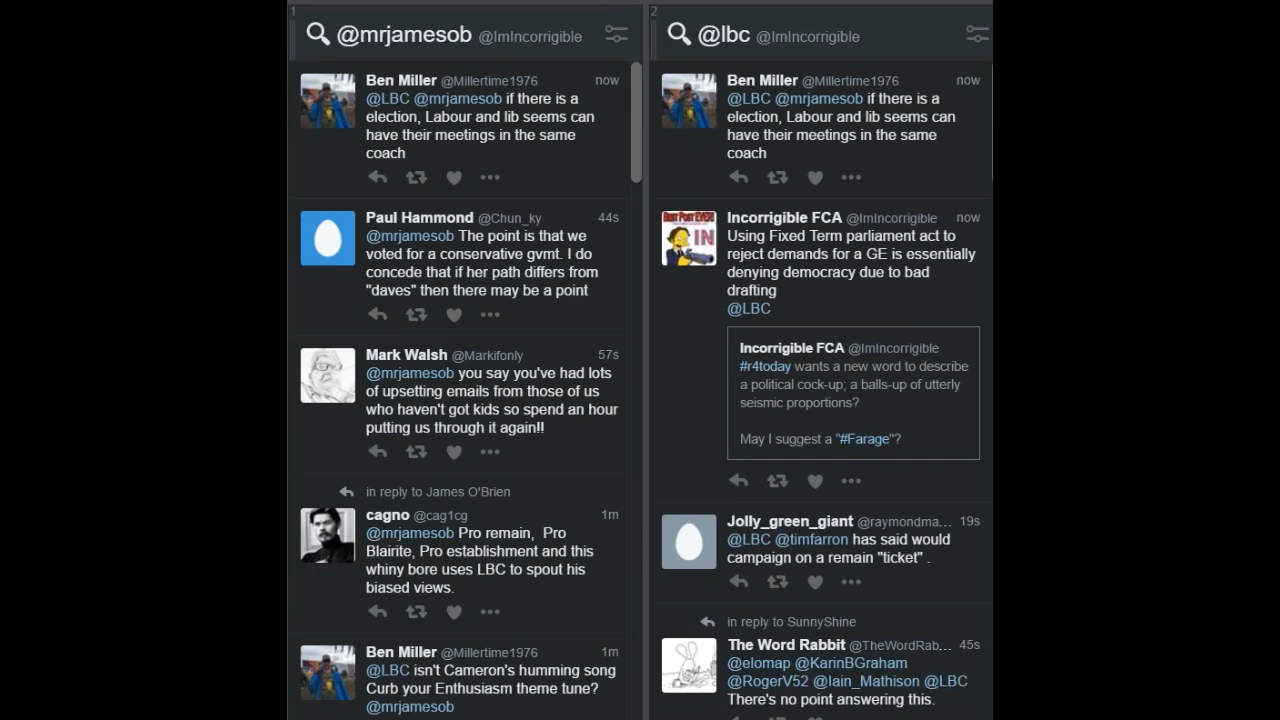 1
@mrjamesob @ImIncorrigible
Ben Miller @Millertime1976 now
@LBC @mrjamesob if there is a
election, Labour and lib seems can
have their meetings in the same
coach
Paul Hammond @Chun_ky 44s
@mrjamesob The point is that we
voted for a conservative gvmt. I do
concede that if her path differs from
"daves" then there may be a point
Mark Walsh @Markifonly 57s
@mrjamesob you say you've had lots
of upsetting emails from those of us
who haven't got kids so spend an hour
putting us through it again!!
in reply to James O'Brien
cagno @cag1cg 1m
@mrjamesob Pro remain, Pro
Blairite, Pro establishment and this
whiny bore uses LBC to spout his
biased views.
Ben Miller @Millertime1976 1m
@LBC isn't Cameron's humming song
Curb your Enthusiasm theme tune?
@mrjamesob
2
@lbc @ImIncorrigible
Ben Miller @Millertime1976 now
@LBC @mrjamesob if there is a
election, Labour and lib seems can
have their meetings in the same
coach
BEST POST EVER!
IN
Incorrigible FCA @ImIncorrigible now
Using Fixed Term parliament act to
reject demands for a GE is essentially
denying democracy due to bad
drafting
@LBC
Incorrigible FCA @ImIncorrigible
#r4today wants a new word to describe
a political cock-up; a balls-up of utterly
seismic proportions?
May I suggest a "#Farage"?
Jolly_green_giant @raymondma... 19s
@LBC @timfarron has said would
campaign on a remain "ticket" .
in reply to SunnyShine
The Word Rabbit @TheWordRab... 45s
@elomap @KarinBGraham
@RogerV52 @Iain_Mathison @LBC
There's no point answering this.